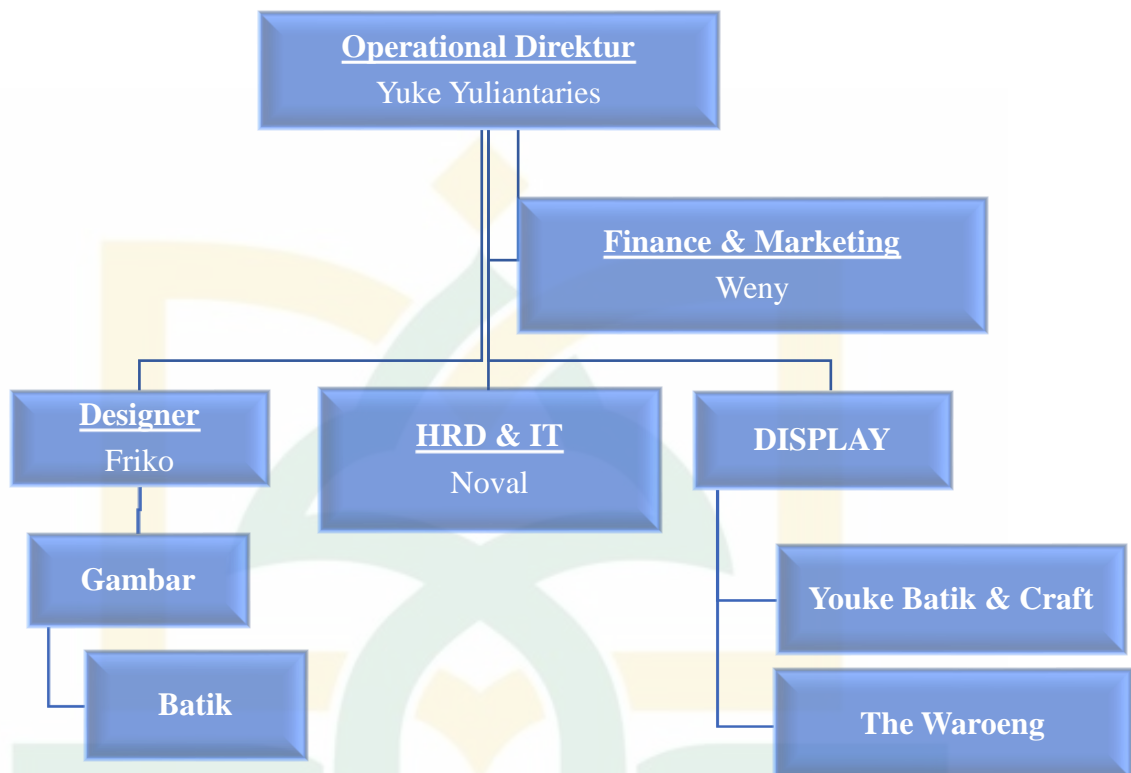 Operational Direktur
Yuke Yuliantaries
Finance & Marketing
Weny
Designer
Friko
HRD & IT
Noval
DISPLAY
Gambar
Youke Batik & Craft
Batik
The Waroeng